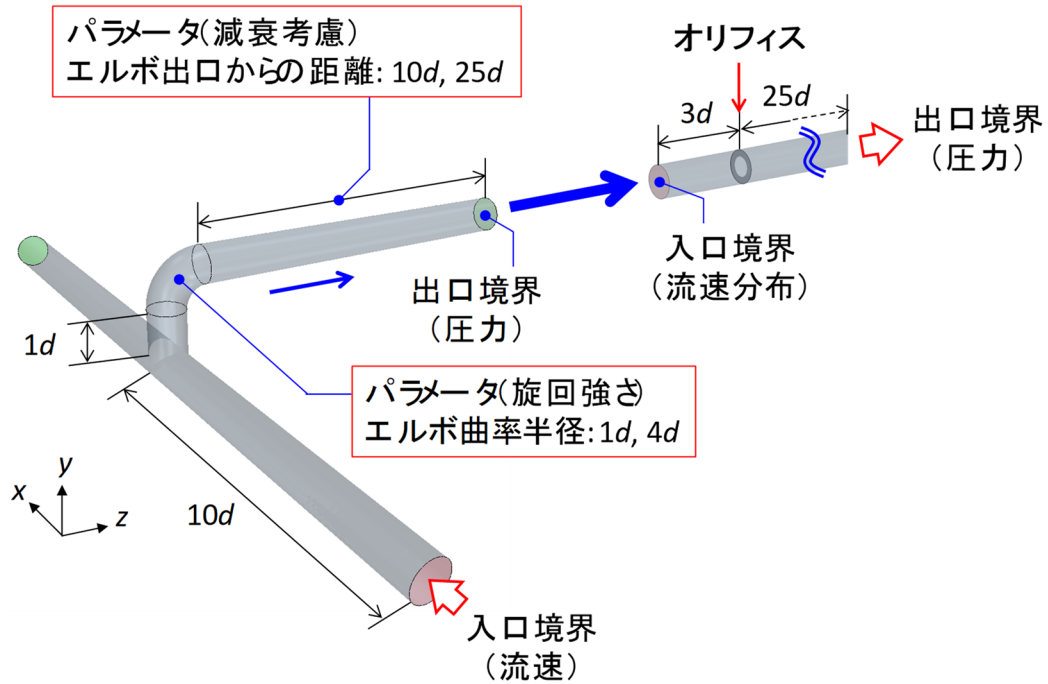 パラメータ(減衰考慮)
エルボ出口からの距離: 10d, 25d
オリフィス
3d
25d
出口境界
(圧力)
入口境界
(流速分布)
出口境界
(圧力)
1d
パラメータ(旋回強さ)
エルボ曲率半径: 1d, 4d
y
x
z
10d
入口境界
(流速)